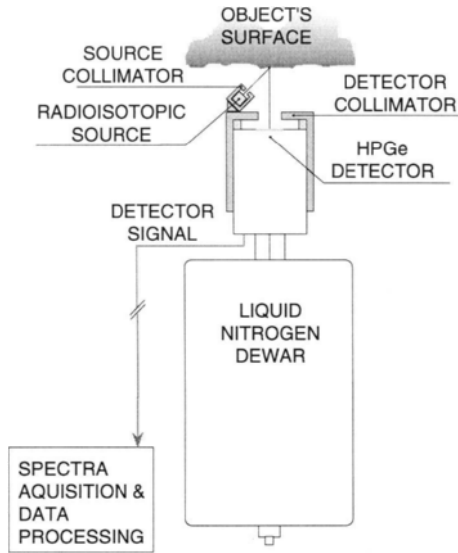 OBJECT'S
SURFACE
SOURCE
COLLIMATOR
RADIOISOTOPIC
SOURCE
DETECTOR
COLLIMATOR
HPGe
DETECTOR
DETECTOR
SIGNAL
LIQUID
NITROGEN
DEWAR
SPECTRA
AQUISITION &
DATA
PROCESSING